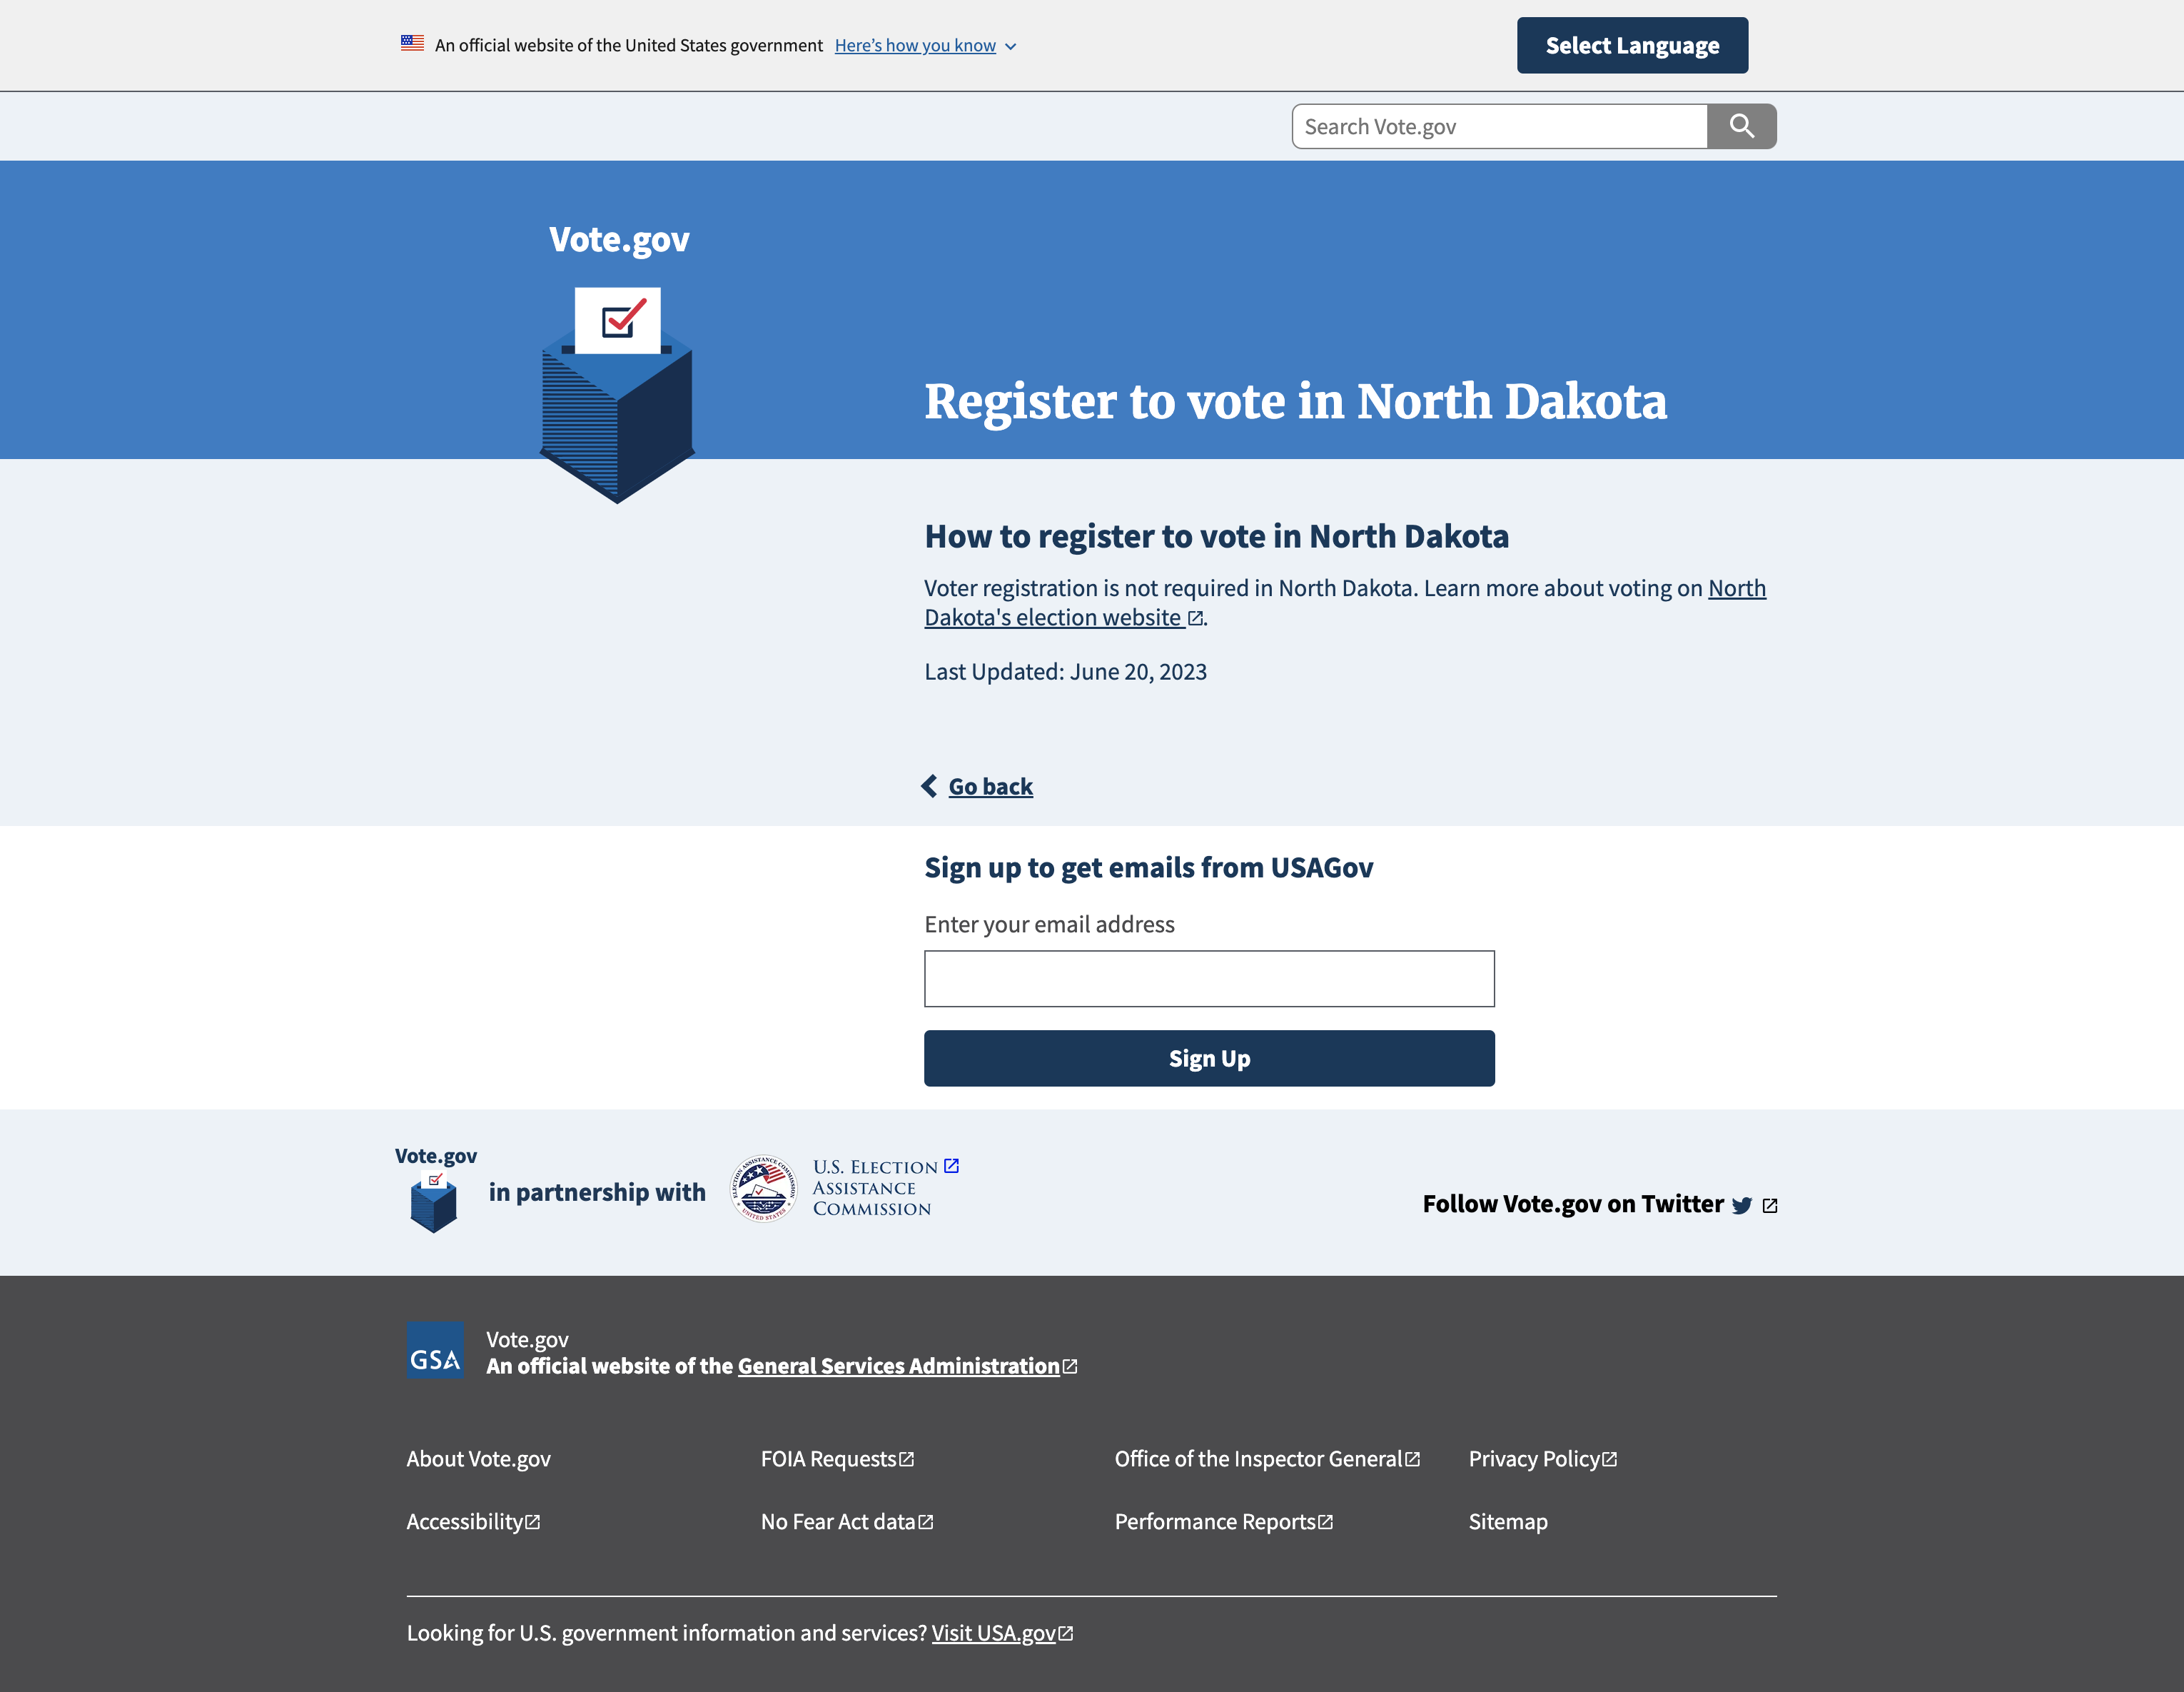 An official website of the United States government Here's how you know
Select Language
Search Vote.gov
Vote.gov
Register to vote in North Dakota
How to register to vote in North Dakota
Voter registration is not required in North Dakota. Learn more about voting on North
Dakota's election website .
Last Updated: June 20, 2023
Go back
Sign up to get emails from USAGov
Enter your email address
Sign Up
Vote.gov
in partnership with
ELECTION ASSISTANCE COMMISSION
UNITED STATES
U.S. ELECTION
ASSISTANCE
COMMISSION
Follow Vote.gov on Twitter
GSA
Vote.gov
An official website of the General Services Administration
About Vote.gov
FOIA Requests
Office of the Inspector General
Privacy Policy
Accessibility
No Fear Act data
Performance Reports
Sitemap
Looking for U.S. government information and services? Visit USA.gov